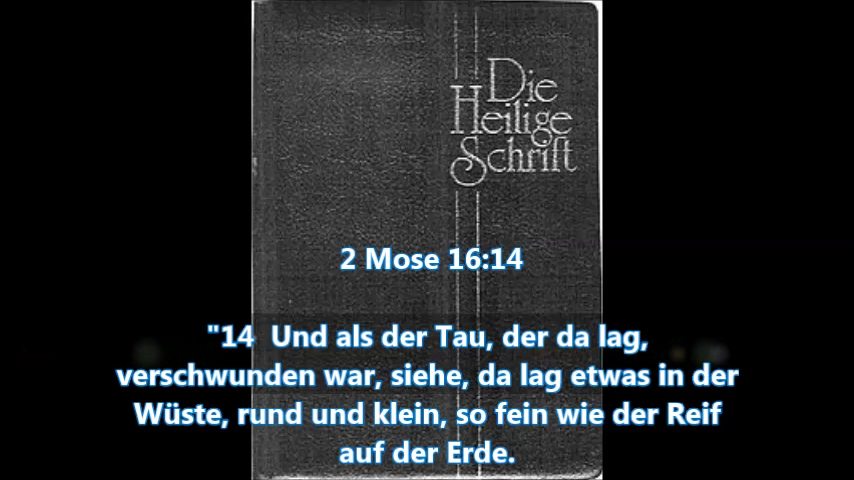 Die
Heilige
Schrift
2 Mose 16:14
"14  Und als der Tau, der da lag,
verschwunden war, siehe, da lag etwas in der
Wüste, rund und klein, so fein wie der Reif
auf der Erde.